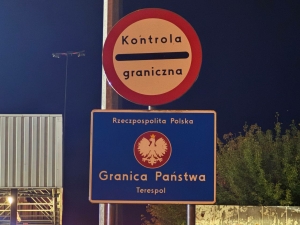 Kontrola
graniczna
Rzeczpospolita Polska
Granica Państwa
Terespol